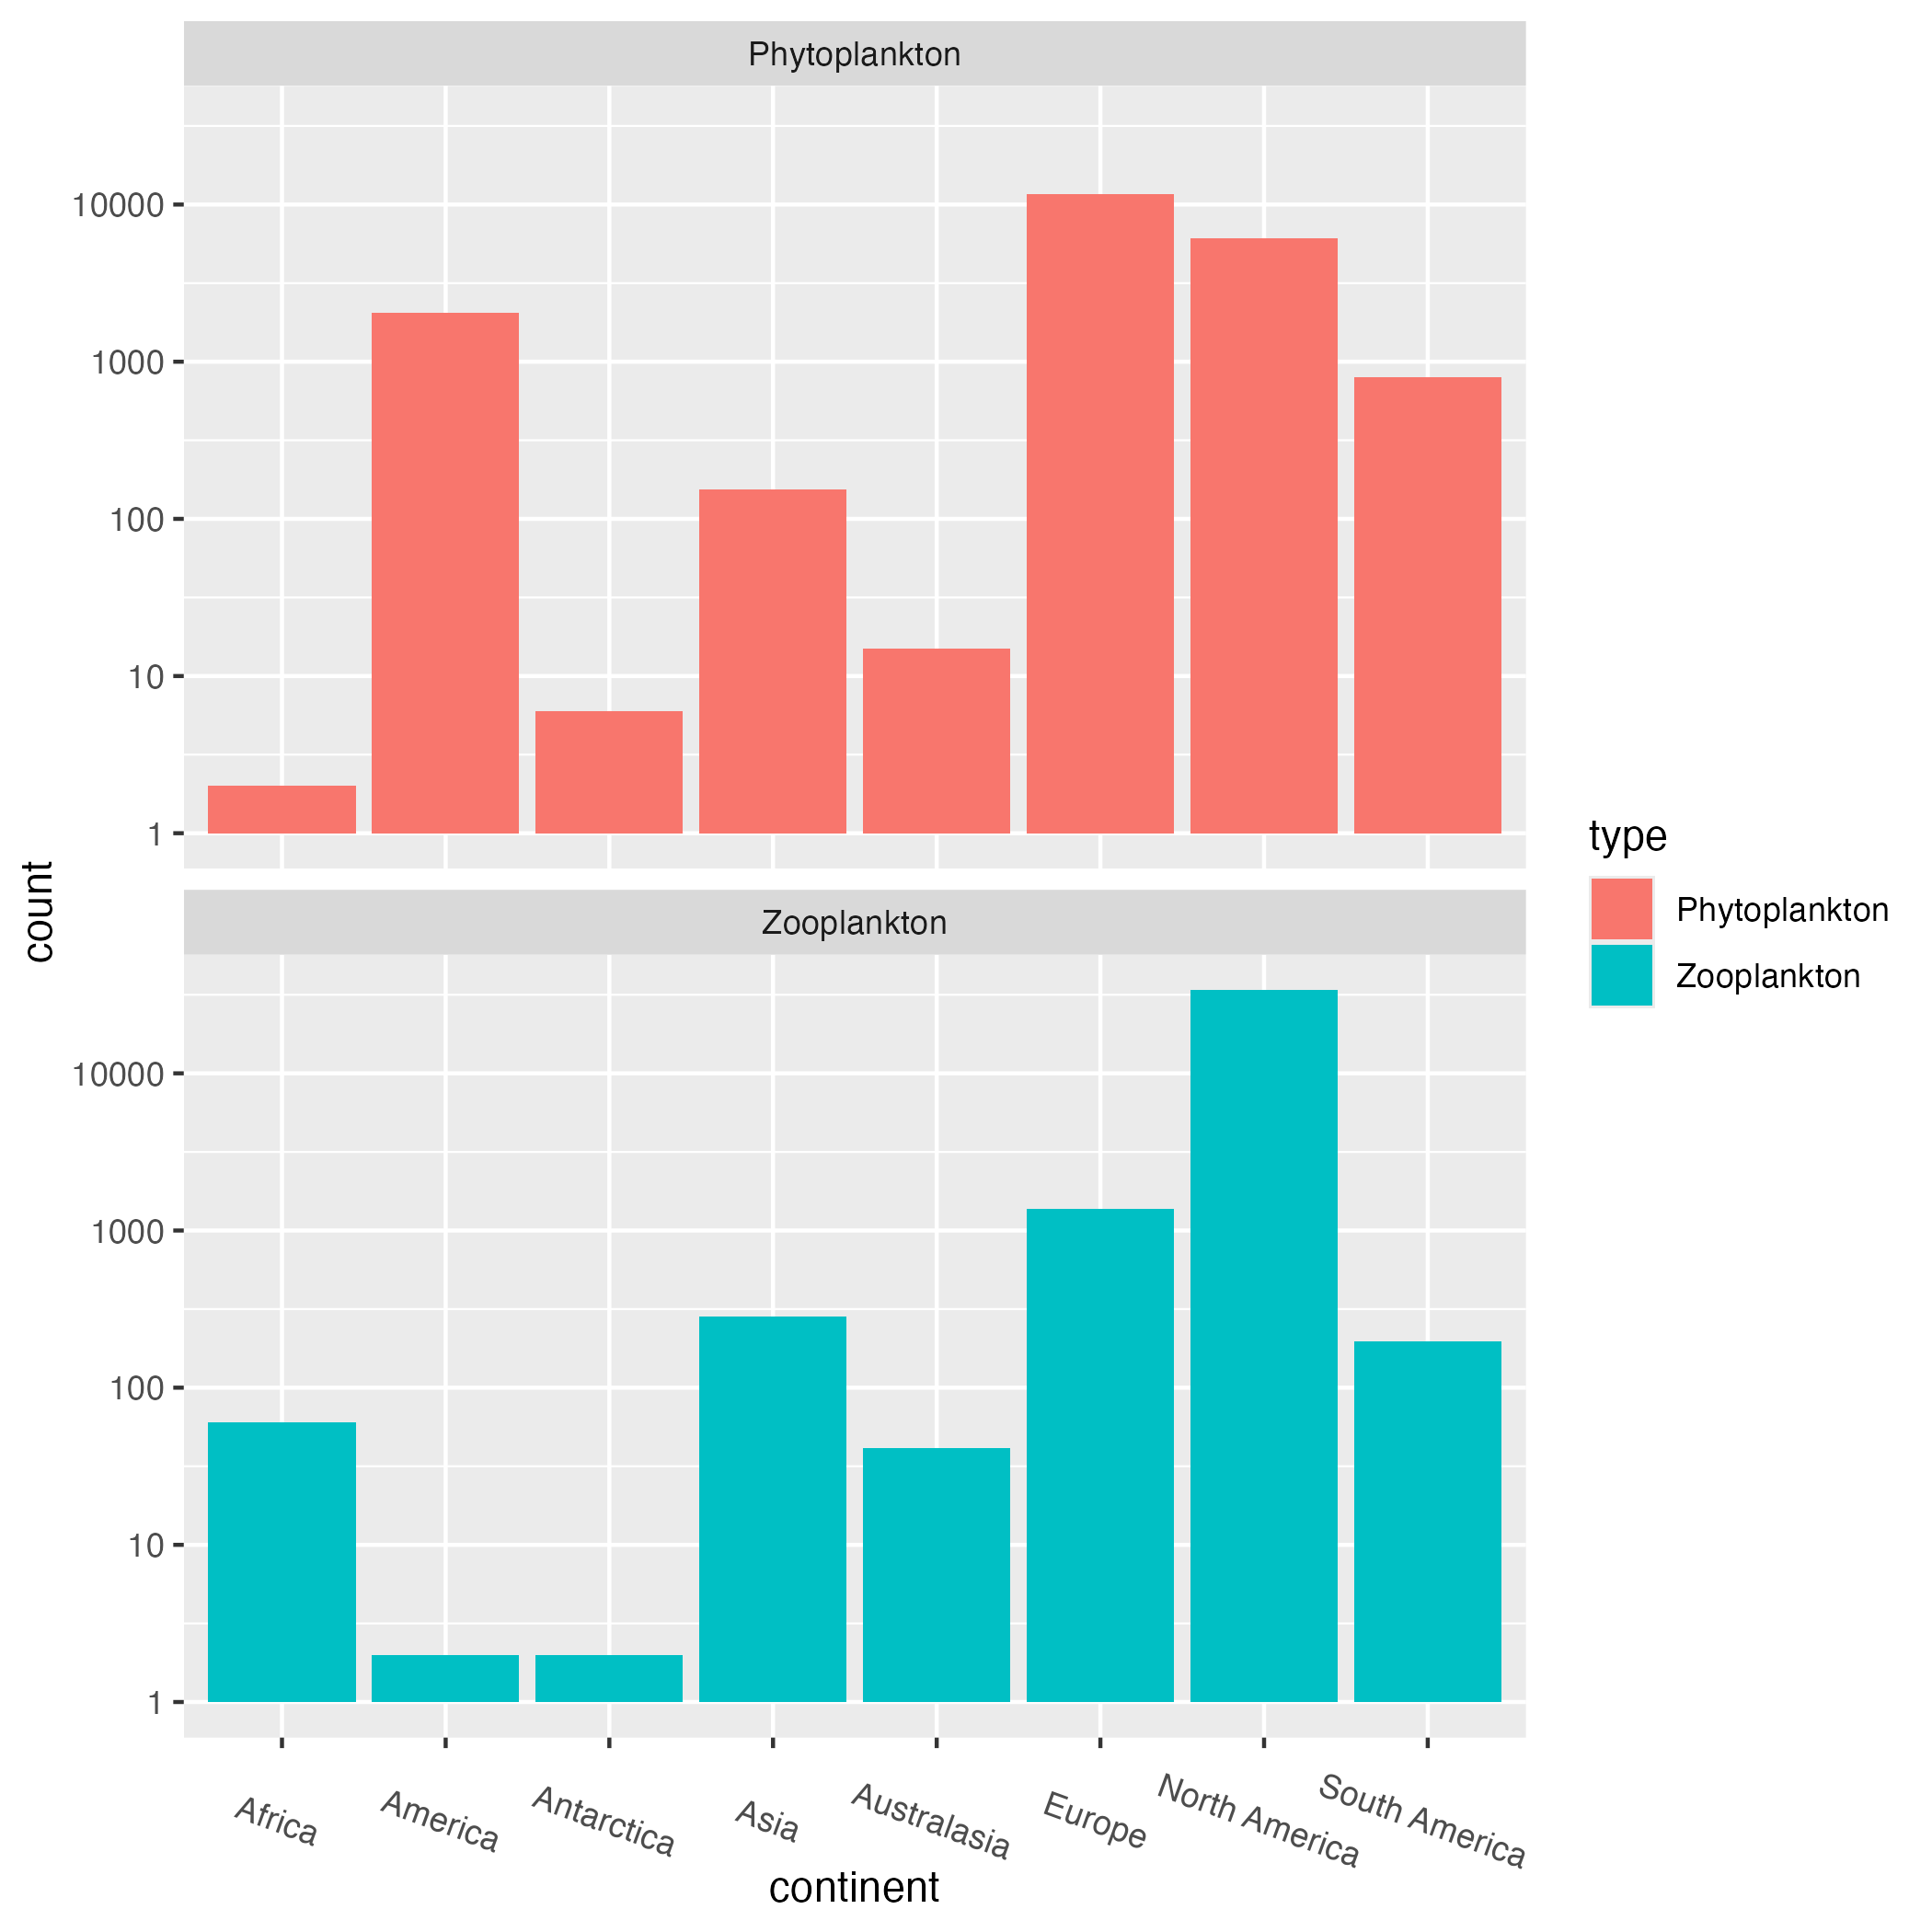 Phytoplankton
10000
1000
100
10
1
count
Zooplankton
10000
1000
100
10
1
Africa
America
Antarctica
Asia
Australasia
Europe
North America
South America
continent
type
Phytoplankton
Zooplankton